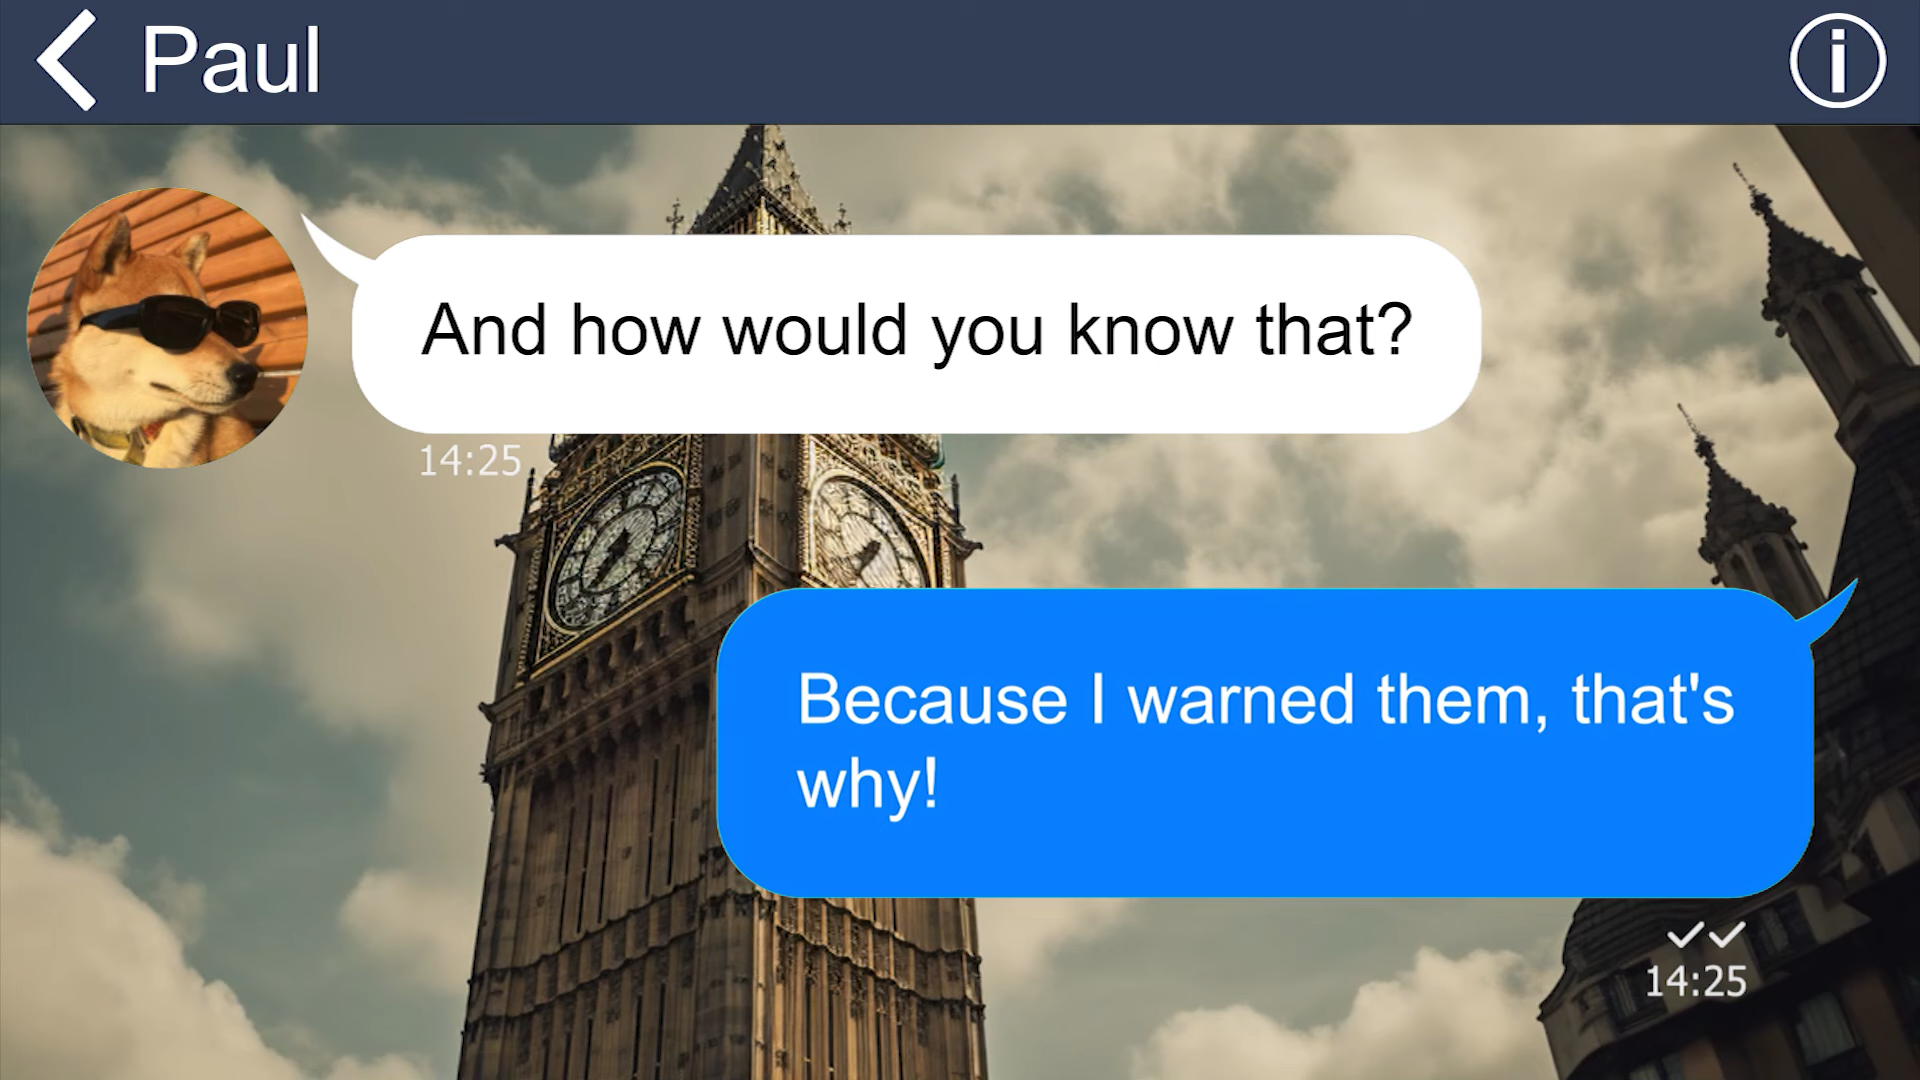 Paul
And how would you know that?
14:25
Because I warned them, that's
why!
14:25